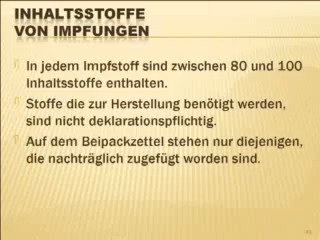 INHALTSSTOFFE
VON IMPFUNGEN
In jedem Impfstoff sind zwischen 80 und 100
Inhaltsstoffe enthalten.
Stoffe die zur Herstellung benötigt werden,
sind nicht deklarationspflichtig.
Auf dem Beipackzettel stehen nur diejenigen,
die nachträglich zugefügt worden sind.